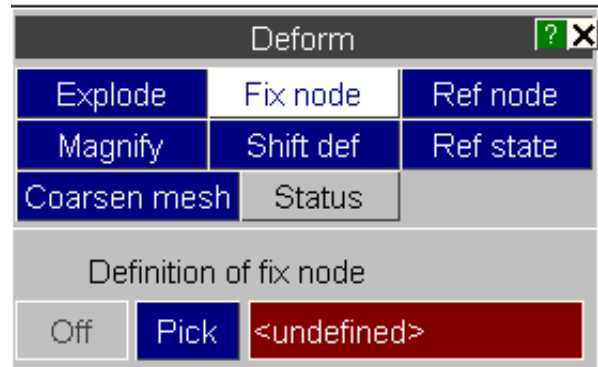 Deform ? X
Explode Fix node Ref node
Magnify Shift def Ref state
Coarsen mesh Status
Definition of fix node
Off Pick <undefined>